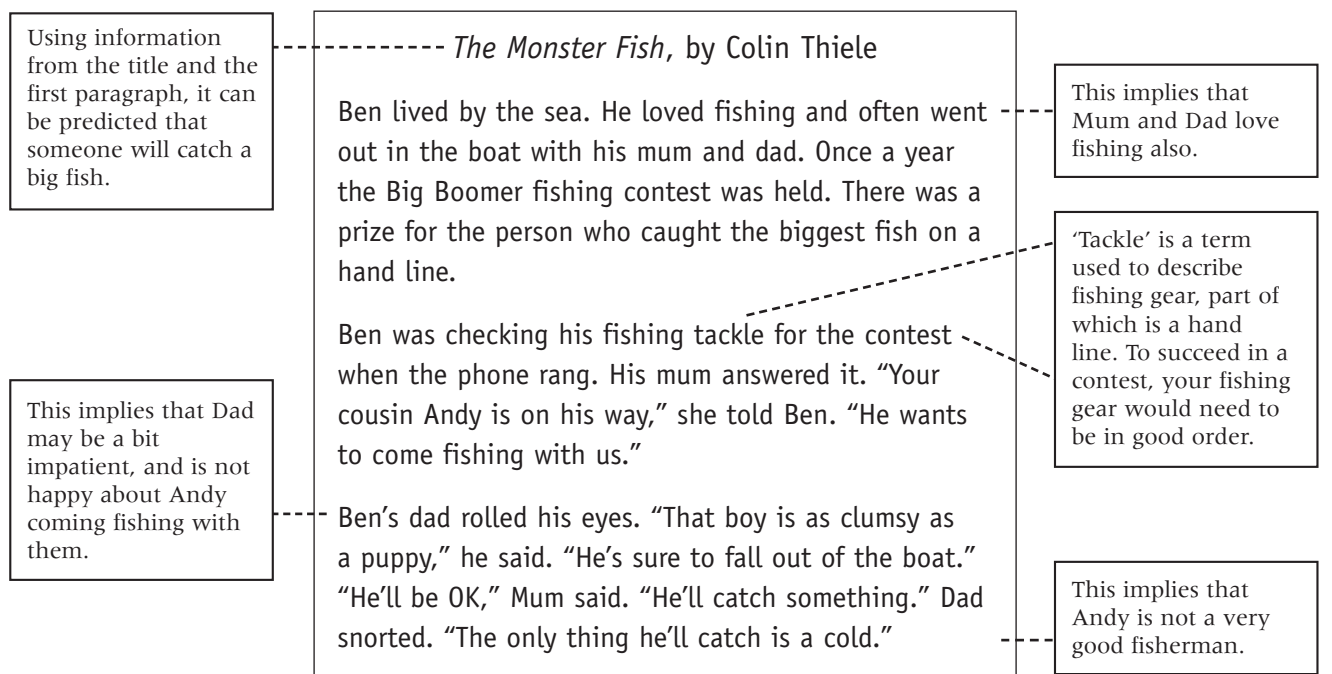 Using information
from the title and the
first paragraph, it can
be predicted that
someone will catch a
big fish.
The Monster Fish, by Colin Thiele
Ben lived by the sea. He loved fishing and often went
out in the boat with his mum and dad. Once a year
the Big Boomer fishing contest was held. There was a
prize for the person who caught the biggest fish on a
hand line.
This implies that
Mum and Dad love
fishing also.
‘Tackle’ is a term
used to describe
fishing gear, part of
which is a hand
line. To succeed in a
contest, your fishing
gear would need to
be in good order.
Ben was checking his fishing tackle for the contest
when the phone rang. His mum answered it. “Your
cousin Andy is on his way,” she told Ben. “He wants
to come fishing with us.”
This implies that Dad
may be a bit
impatient, and is not
happy about Andy
coming fishing with
them.
Ben’s dad rolled his eyes. “That boy is as clumsy as
a puppy,” he said. “He’s sure to fall out of the boat.”
“He’ll be OK,” Mum said. “He’ll catch something.” Dad
snorted. “The only thing he’ll catch is a cold.”
This implies that
Andy is not a very
good fisherman.